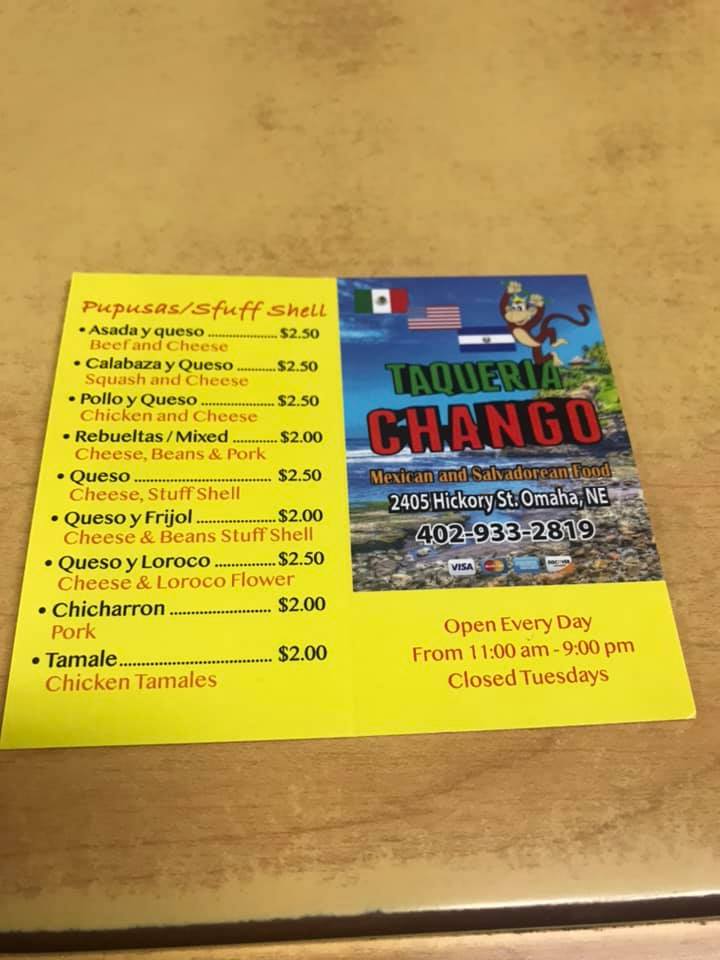 Pupusas/Sfuff Shell
• Asada y queso .................. $2.50
Beef and Cheese
• Calabaza y Queso .......... $2.50
Squash and Cheese
• Pollo y Queso .................... $2.50
Chicken and Cheese
• Rebueltas / Mixed ........... $2.00
Cheese, Beans & Pork
• Queso ................................. $2.50
Cheese, Stuff Shell
• Queso y Frijol ................... $2.00
Cheese & Beans Stuff Shell
• Queso y Loroco ............... $2.50
Cheese & Loroco Flower
• Chicharron ....................... $2.00
Pork
• Tamale.................................. $2.00
Chicken Tamales
TAQUERIA
CHANGO
Mexican and Salvadorean Food
2405 Hickory St. Omaha, NE
402-933-2819
VISA MasterCard DISCOVER
Open Every Day
From 11:00 am - 9:00 pm
Closed Tuesdays